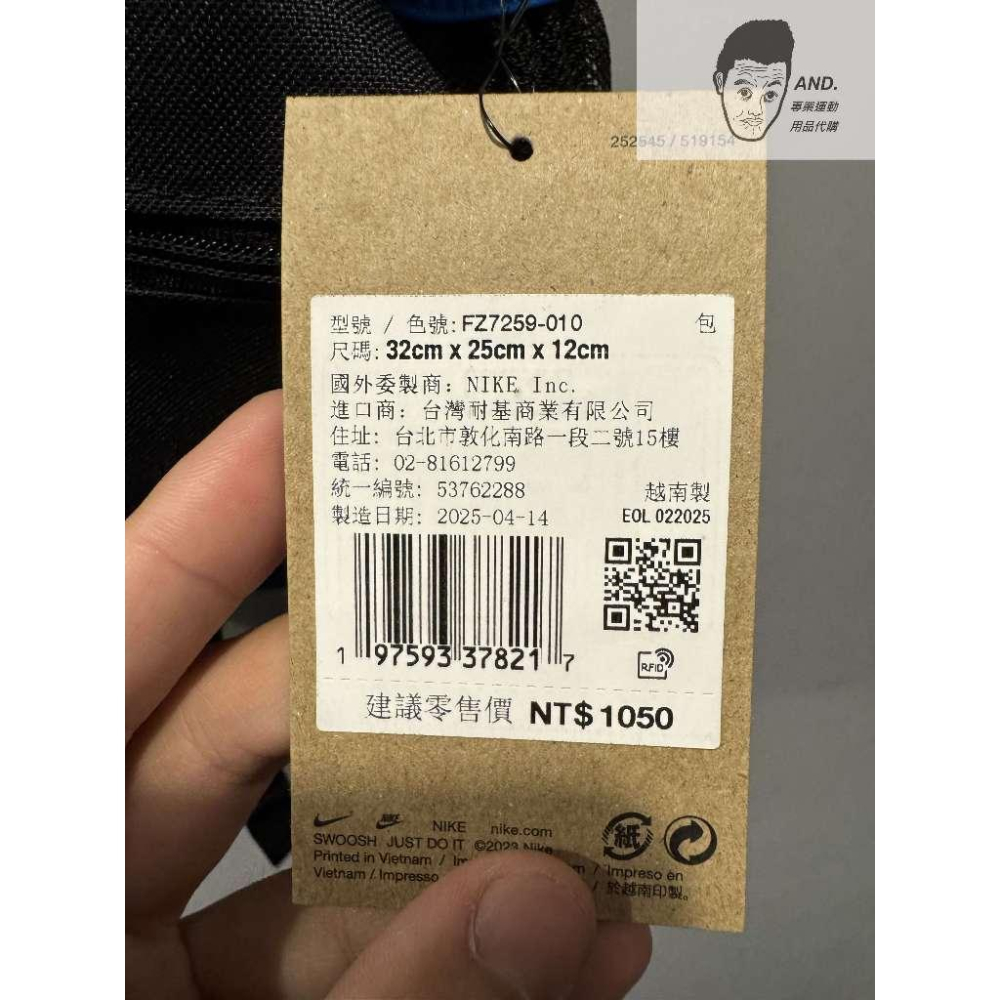 AND.
專業運動
用品代購
252545 / 519154
型號 / 色號: FZ7259-010 包
尺碼: 32cm x 25cm x 12cm
國外委製商: NIKE Inc.
進口商: 台灣耐基商業有限公司
住址: 台北市敦化南路一段二號15樓
電話: 02-81612799
統一編號: 53762288 越南製
製造日期: 2025-04-14 EOL 022025
1 97593 37821 7
RFID
建議零售價 NT$1050
NIKE nike.com
SWOOSH JUST DO IT ©2023 Nike
紙
Printed in Vietnam / Impreso en
Vietnam / Impresso / 於越南印製。